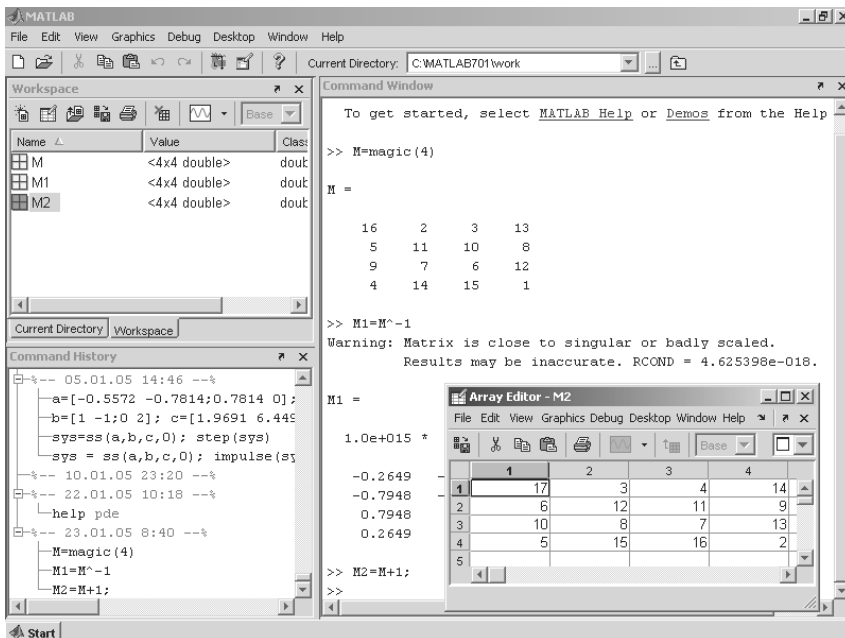 MATLAB
File Edit View Graphics Debug Desktop Window Help
Current Directory: C:\MATLAB701\work
Workspace
Base
Name Value Class
M <4x4 double> doub
M1 <4x4 double> doub
M2 <4x4 double> doub
Current Directory Workspace
Command History
%-- 05.01.05 14:46 --%
a=[-0.5572 -0.7814;0.7814 0];
b=[1 -1;0 2]; c=[1.9691 6.449
sys=ss(a,b,c,0); step(sys)
sys = ss(a,b,c,0); impulse(sy
%-- 10.01.05 23:20 --%
%-- 22.01.05 10:18 --%
help pde
%-- 23.01.05 8:40 --%
M=magic(4)
M1=M^-1
M2=M+1;
Command Window
To get started, select MATLAB Help or Demos from the Help
>> M=magic(4)
M =
16 2 3 13
5 11 10 8
9 7 6 12
4 14 15 1
>> M1=M^-1
Warning: Matrix is close to singular or badly scaled.
Results may be inaccurate. RCOND = 4.625398e-018.
M1 =
1.0e+015 *
-0.2649 -
-0.7948 -
0.7948
0.2649
>> M2=M+1;
>>
Array Editor - M2
File Edit View Graphics Debug Desktop Window Help
Base
1 2 3 4
1 17 3 4 14
2 6 12 11 9
3 10 8 7 13
4 5 15 16 2
5
Start